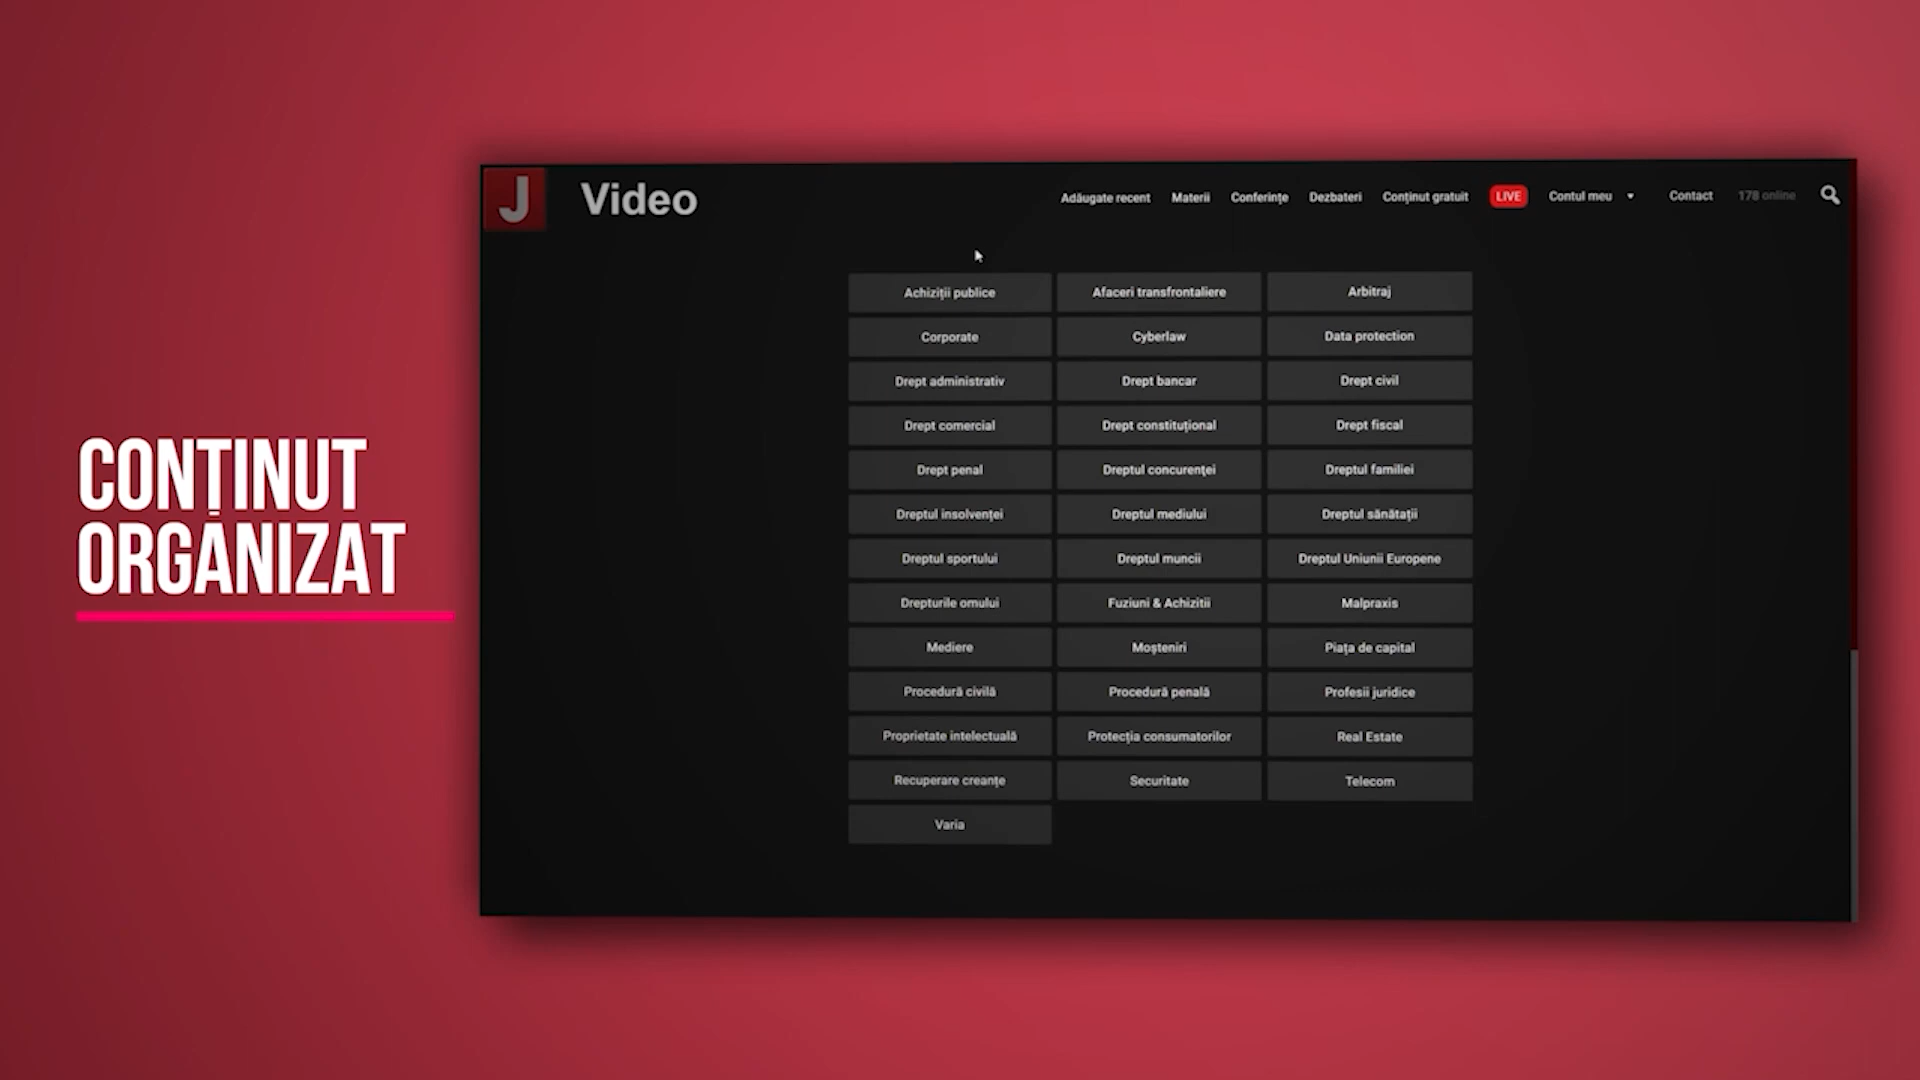 CONȚINUT
ORGANIZAT
J Video
Adăugate recent Materii Conferințe Dezbateri Conținut gratuit LIVE Contul meu Contact 178 online
Achiziții publice Afaceri transfrontaliere Arbitraj
Corporate Cyberlaw Data protection
Drept administrativ Drept bancar Drept civil
Drept comercial Drept constituțional Drept fiscal
Drept penal Dreptul concurenței Dreptul familiei
Dreptul insolvenței Dreptul mediului Dreptul sănătații
Dreptul sportului Dreptul muncii Dreptul Uniunii Europene
Drepturile omului Fuziuni & Achizitii Malpraxis
Mediere Moșteniri Piața de capital
Procedură civilă Procedură penală Profesii juridice
Proprietate intelectuală Protecția consumatorilor Real Estate
Recuperare creanțe Securitate Telecom
Varia